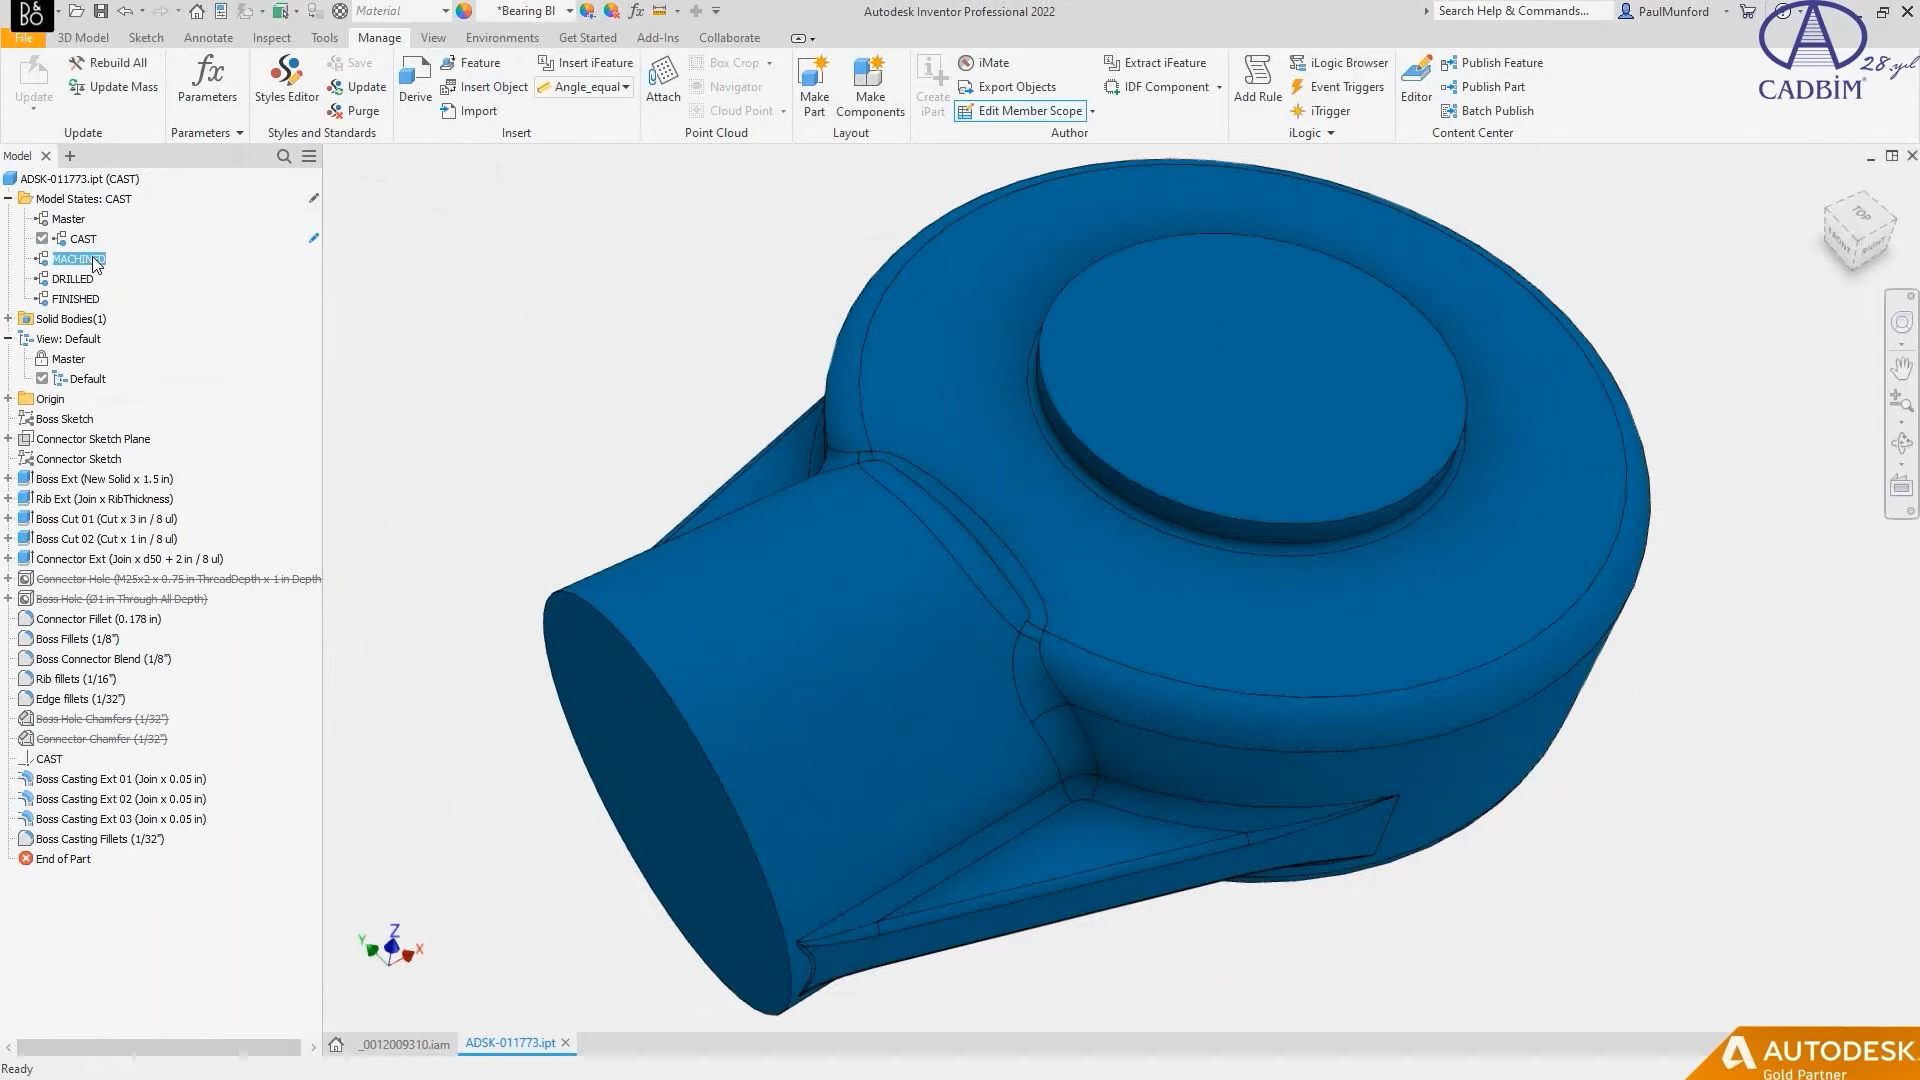 B&BO
Material
*Bearing Bl
fx
Autodesk Inventor Professional 2022
Search Help & Commands...
PaulMunford
File
3D Model
Sketch
Annotate
Inspect
Tools
Manage
View
Environments
Get Started
Add-Ins
Collaborate
Update
Rebuild All
Update Mass
Update
fx
Parameters
Parameters
Styles Editor
Save
Update
Purge
Styles and Standards
Derive
Feature
Insert Object
Import
Insert iFeature
Angle_equal
Insert
Attach
Box Crop
Navigator
Cloud Point
Point Cloud
Make Part
Make Components
Layout
Create iPart
iMate
Export Objects
Edit Member Scope
Extract iFeature
IDF Component
Author
Add Rule
iLogic Browser
Event Triggers
iTrigger
iLogic
Editor
Publish Feature
Publish Part
Batch Publish
Content Center
28.yıl
CADBİM
Model
ADSK-011773.ipt (CAST)
Model States: CAST
Master
CAST
MACHINED
DRILLED
FINISHED
Solid Bodies(1)
View: Default
Master
Default
Origin
Boss Sketch
Connector Sketch Plane
Connector Sketch
Boss Ext (New Solid x 1.5 in)
Rib Ext (Join x RibThickness)
Boss Cut 01 (Cut x 3 in / 8 ul)
Boss Cut 02 (Cut x 1 in / 8 ul)
Connector Ext (Join x d50 + 2 in / 8 ul)
Connector Hole (M25x2 x 0.75 in ThreadDepth x 1 in Depth
Boss Hole (Ø1 in Through All Depth)
Connector Fillet (0.178 in)
Boss Fillets (1/8")
Boss Connector Blend (1/8")
Rib fillets (1/16")
Edge fillets (1/32")
Boss Hole Chamfers (1/32")
Connector Chamfer (1/32")
CAST
Boss Casting Ext 01 (Join x 0.05 in)
Boss Casting Ext 02 (Join x 0.05 in)
Boss Casting Ext 03 (Join x 0.05 in)
Boss Casting Fillets (1/32")
End of Part
TOP
FRONT
RIGHT
Z
Y
X
_0012009310.iam
ADSK-011773.ipt
Ready
AUTODESK
Gold Partner